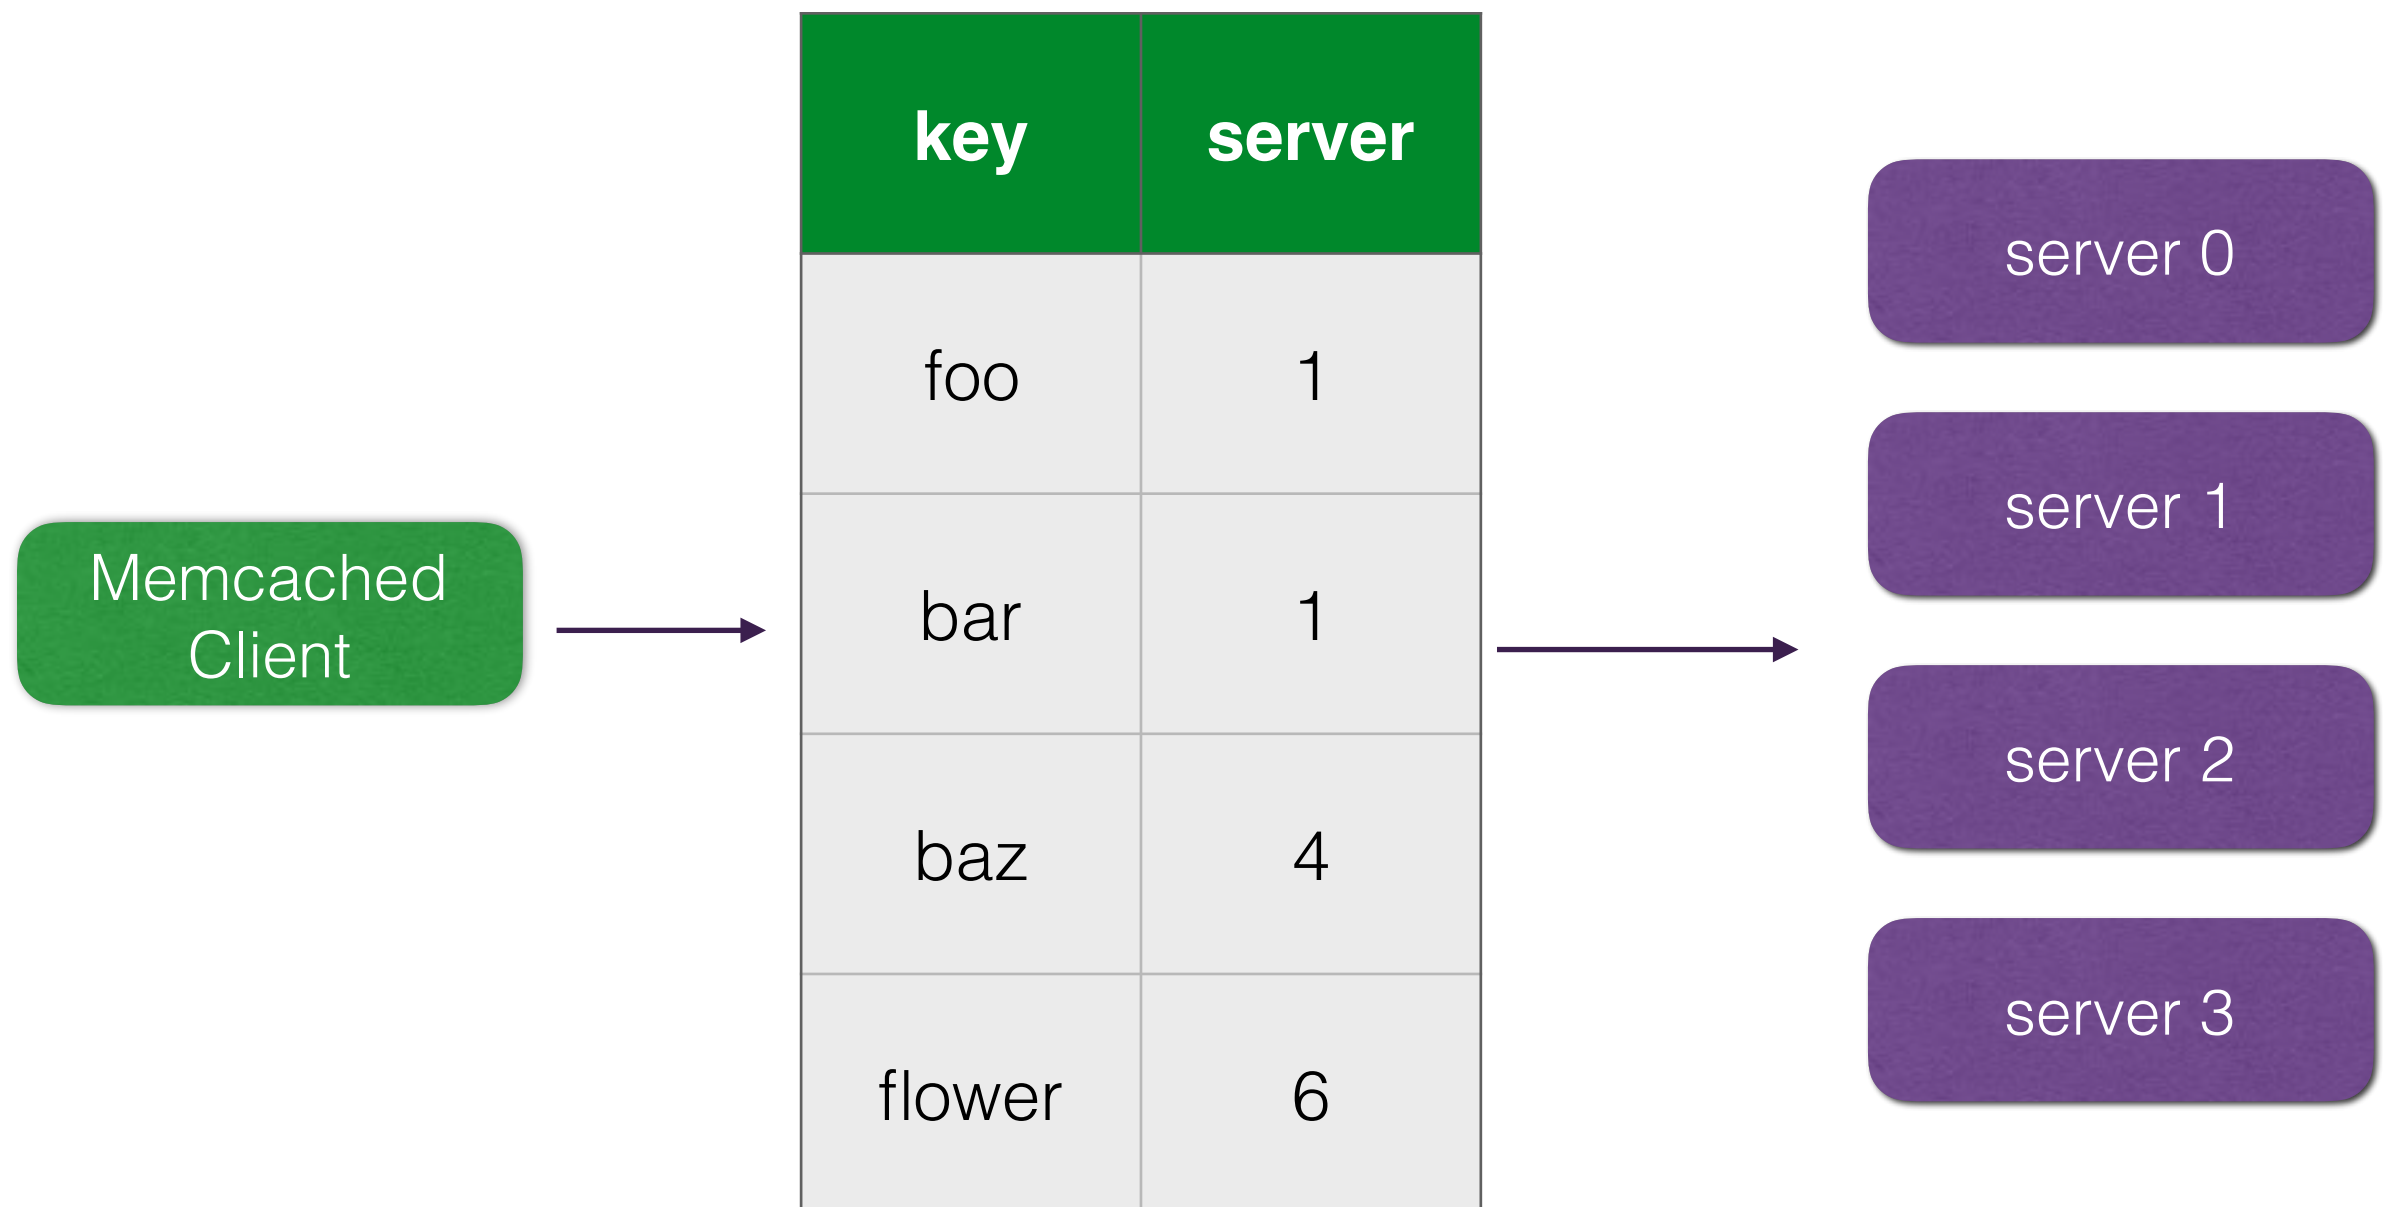 Memcached
Client
key server
foo 1
bar 1
baz 4
flower 6
server 0
server 1
server 2
server 3